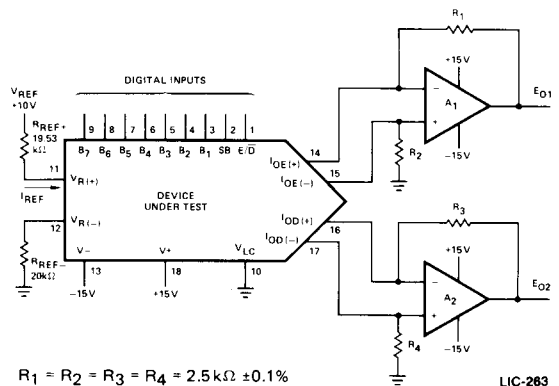 DIGITAL INPUTS
VREF
+10V
RREF+
19.53
kΩ
IREF
9 8 7 6 5 4 3 2 1
B7 B6 B5 B4 B3 B2 B1 SB E/D̅
11
VR(+)
DEVICE
UNDER TEST
12
VR(-)
RREF-
20kΩ
V- V+ VLC
13 18 10
-15V +15V
IOE(+)
14
IOE(-)
15
IOD(+)
16
IOD(-)
17
R1
+15V
A1
- +
EO1
R2
-15V
R3
+15V
A2
- +
EO2
R4
-15V
R1 = R2 = R3 = R4 = 2.5kΩ ±0.1%
LIC-263